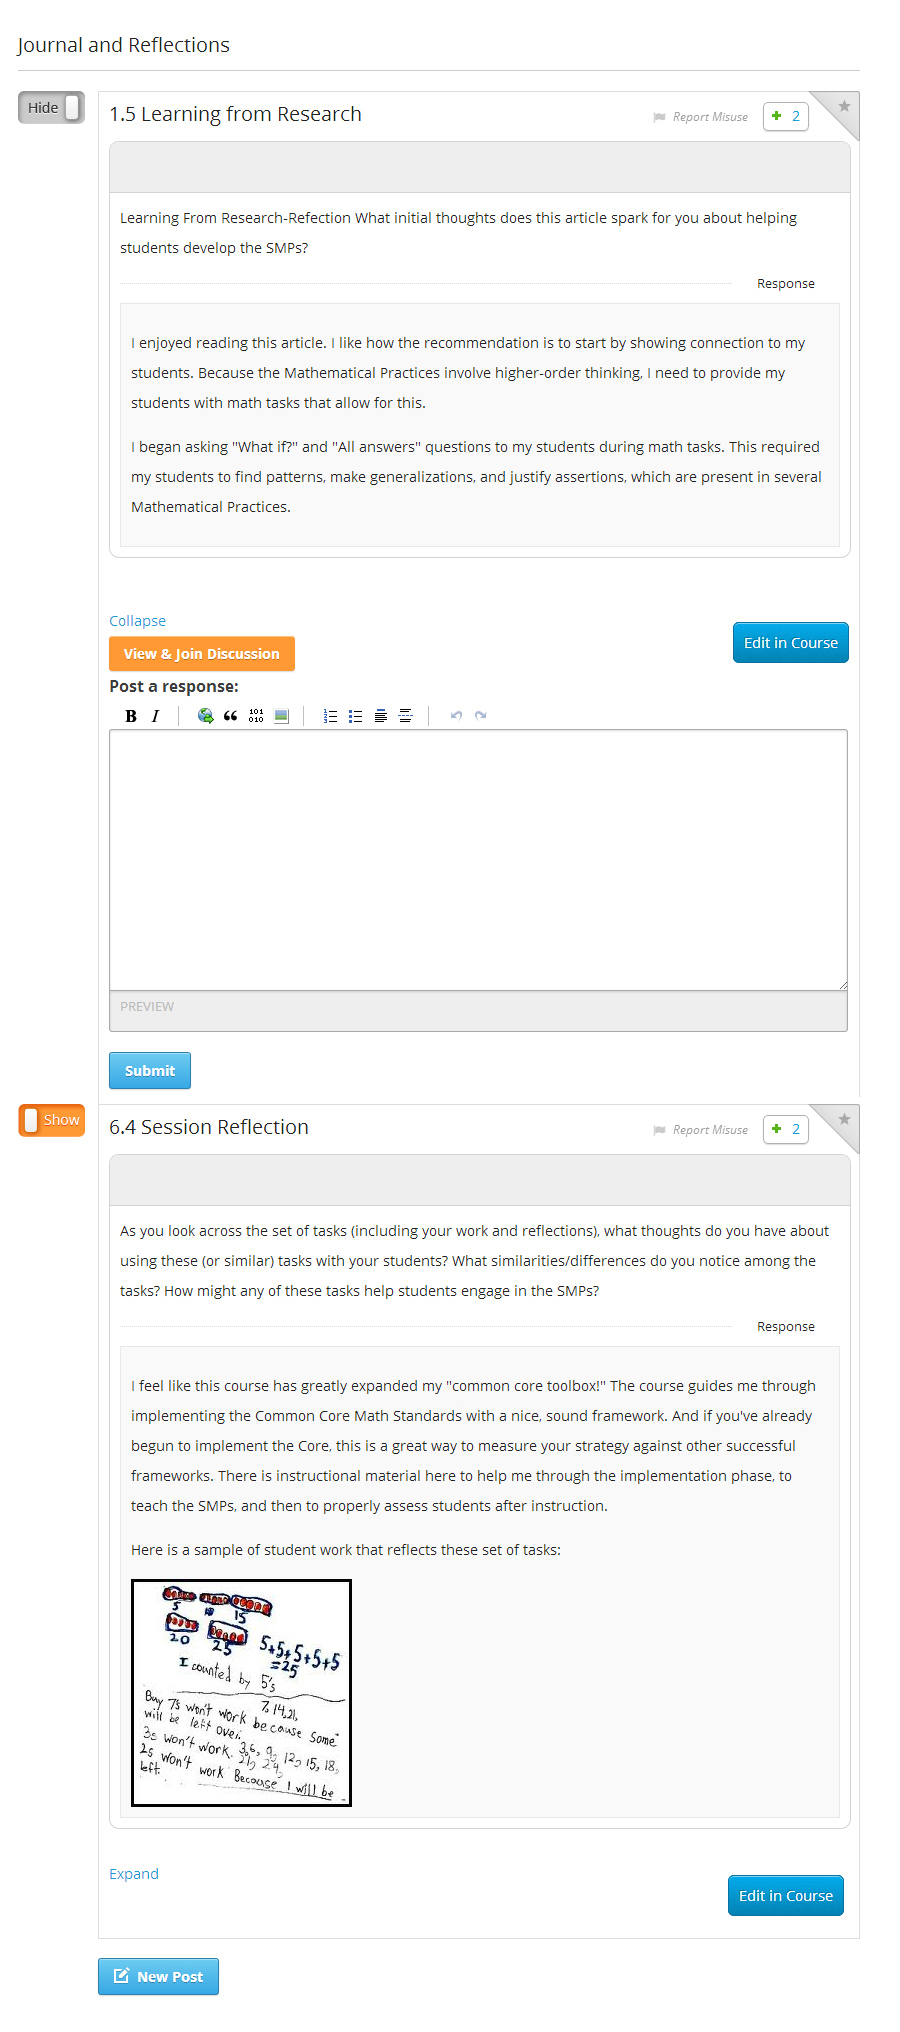 Journal and Reflections
Hide
1.5 Learning from Research
Report Misuse
+ 2
Learning From Research-Refection What initial thoughts does this article spark for you about helping
students develop the SMPs?
Response
I enjoyed reading this article. I like how the recommendation is to start by showing connection to my
students. Because the Mathematical Practices involve higher-order thinking, I need to provide my
students with math tasks that allow for this.
I began asking "What if?" and "All answers" questions to my students during math tasks. This required
my students to find patterns, make generalizations, and justify assertions, which are present in several
Mathematical Practices.
Collapse
View & Join Discussion
Edit in Course
Post a response:
B I
101
010
PREVIEW
Submit
Show
6.4 Session Reflection
Report Misuse
+ 2
As you look across the set of tasks (including your work and reflections), what thoughts do you have about
using these (or similar) tasks with your students? What similarities/differences do you notice among the
tasks? How might any of these tasks help students engage in the SMPs?
Response
I feel like this course has greatly expanded my "common core toolbox!" The course guides me through
implementing the Common Core Math Standards with a nice, sound framework. And if you've already
begun to implement the Core, this is a great way to measure your strategy against other successful
frameworks. There is instructional material here to help me through the implementation phase, to
teach the SMPs, and then to properly assess students after instruction.
Here is a sample of student work that reflects these set of tasks:
5 10 15
20 25
5+5+5+5+5
=25
I counted by 5's
7, 14, 21,
Buy 7s won't work because some
will be left over.
3s won't work. 3, 6, 9, 12, 15, 18,
21, 24,
2s won't work Because 1 will be
left.
Expand
Edit in Course
New Post